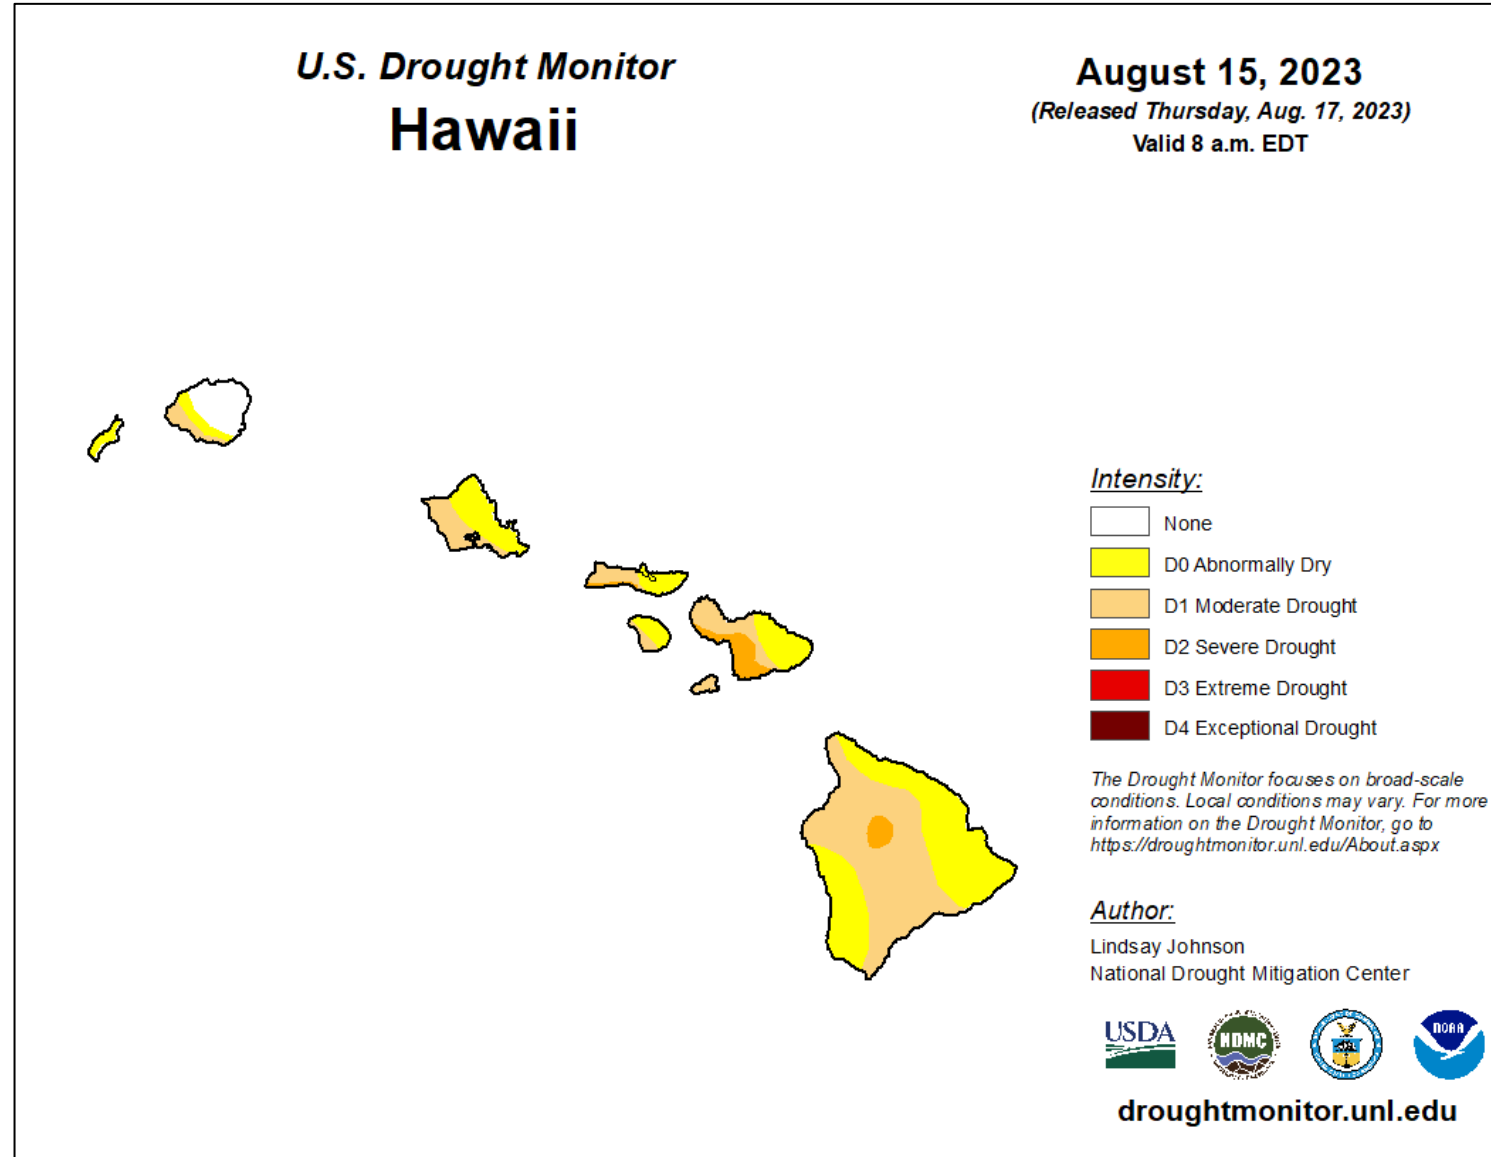 U.S. Drought Monitor
Hawaii
August 15, 2023
(Released Thursday, Aug. 17, 2023)
Valid 8 a.m. EDT
Intensity:
None
D0 Abnormally Dry
D1 Moderate Drought
D2 Severe Drought
D3 Extreme Drought
D4 Exceptional Drought
The Drought Monitor focuses on broad-scale
conditions. Local conditions may vary. For more
information on the Drought Monitor, go to
https://droughtmonitor.unl.edu/About.aspx
Author:
Lindsay Johnson
National Drought Mitigation Center
USDA
NDMC
NOAA
droughtmonitor.unl.edu